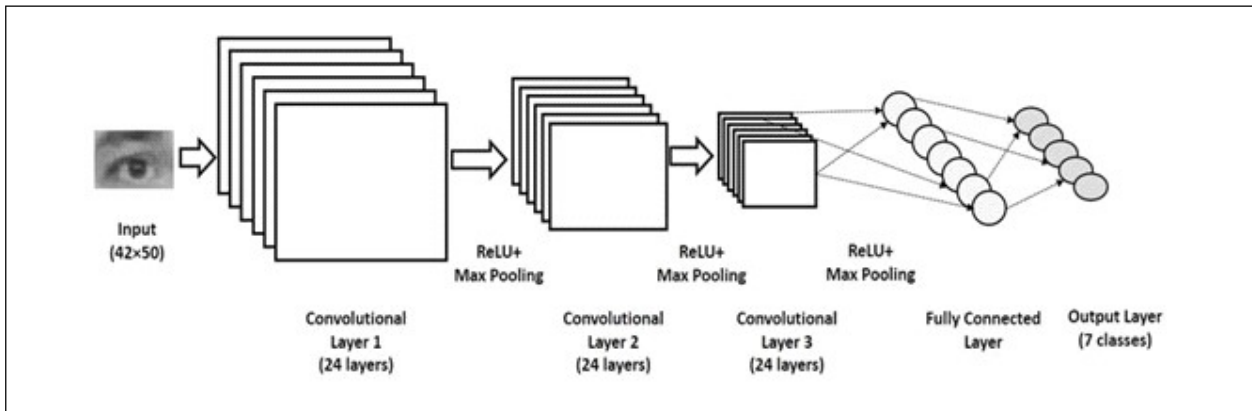 Input
(42×50)
ReLU+
Max Pooling
ReLU+
Max Pooling
ReLU+
Max Pooling
Convolutional
Layer 1
(24 layers)
Convolutional
Layer 2
(24 layers)
Convolutional
Layer 3
(24 layers)
Fully Connected
Layer
Output Layer
(7 classes)